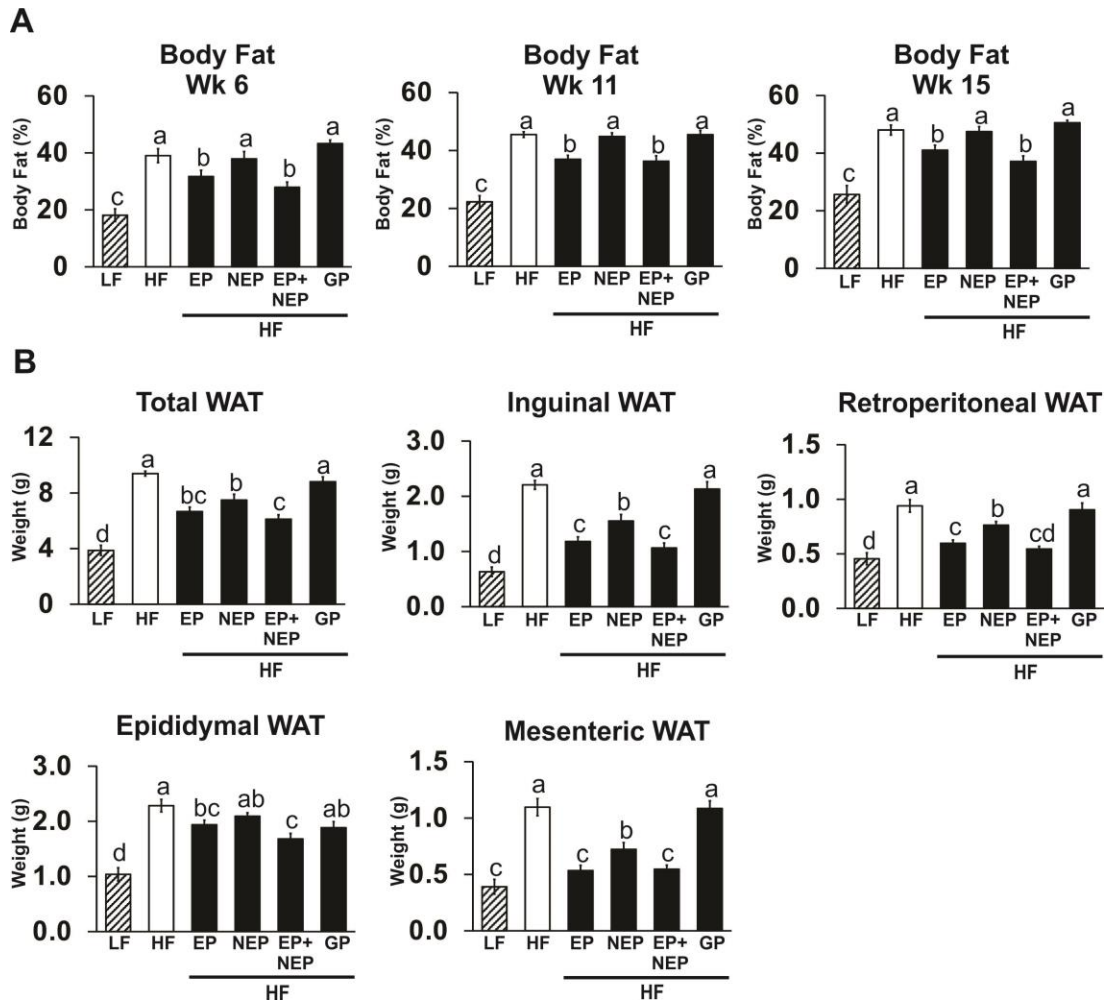 A
Body Fat
Wk 6
Body Fat (%)
60
40
20
0
c
a
b
a
b
a
LF HF EP NEP EP+ GP
NEP
HF
Body Fat
Wk 11
Body Fat (%)
60
40
20
0
c
a
b
a
b
a
LF HF EP NEP EP+ GP
NEP
HF
Body Fat
Wk 15
Body Fat (%)
60
40
20
0
c
a
b
a
b
a
LF HF EP NEP EP+ GP
NEP
HF
B
Total WAT
Weight (g)
12
8
4
0
d
a
bc
b
c
a
LF HF EP NEP EP+ GP
NEP
HF
Inguinal WAT
Weight (g)
3.0
2.0
1.0
0.0
d
a
c
b
c
a
LF HF EP NEP EP+ GP
NEP
HF
Retroperitoneal WAT
Weight (g)
1.5
1.0
0.5
0.0
d
a
c
b
cd
a
LF HF EP NEP EP+ GP
NEP
HF
Epididymal WAT
Weight (g)
3.0
2.0
1.0
0.0
d
a
bc
ab
c
ab
LF HF EP NEP EP+ GP
NEP
HF
Mesenteric WAT
Weight (g)
1.5
1.0
0.5
0.0
c
a
c
b
c
a
LF HF EP NEP EP+ GP
NEP
HF